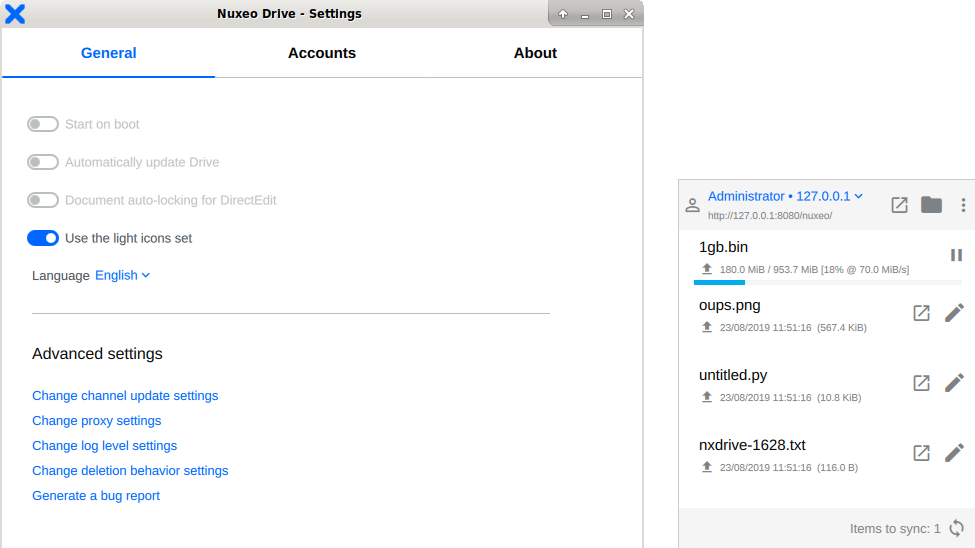 Nuxeo Drive - Settings
General Accounts About
Start on boot
Automatically update Drive
Document auto-locking for DirectEdit
Use the light icons set
Language English
Advanced settings
Change channel update settings
Change proxy settings
Change log level settings
Change deletion behavior settings
Generate a bug report
Administrator • 127.0.0.1
http://127.0.0.1:8080/nuxeo/
1gb.bin
180.0 MiB / 953.7 MiB [18% @ 70.0 MiB/s]
oups.png
23/08/2019 11:51:16 (567.4 KiB)
untitled.py
23/08/2019 11:51:16 (10.8 KiB)
nxdrive-1628.txt
23/08/2019 11:51:16 (116.0 B)
Items to sync: 1